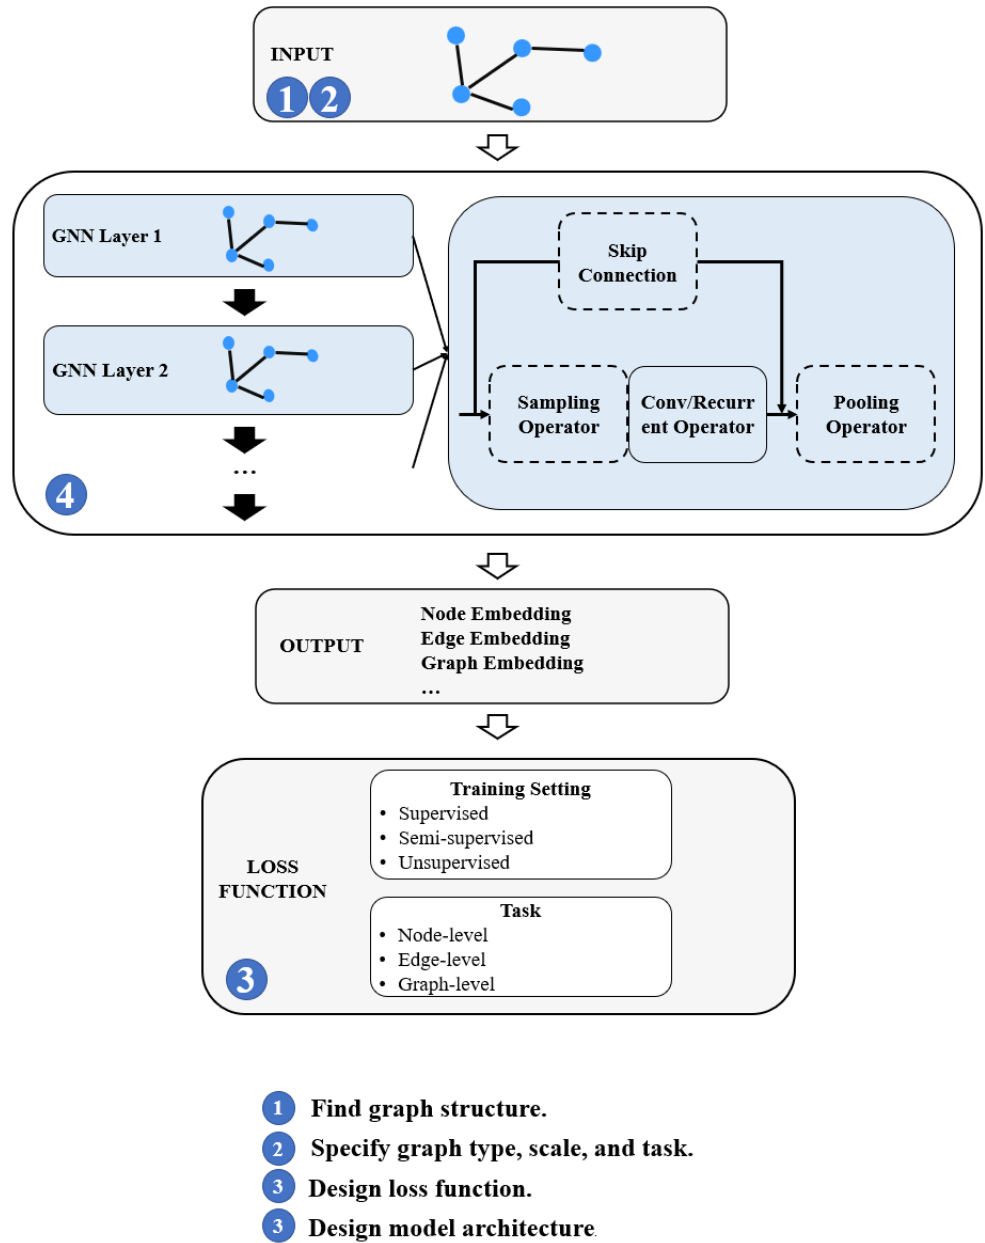 INPUT
1 2
GNN Layer 1
GNN Layer 2
...
4
Skip
Connection
Sampling
Operator
Conv/Recurr
ent Operator
Pooling
Operator
OUTPUT
Node Embedding
Edge Embedding
Graph Embedding
...
LOSS
FUNCTION
3
Training Setting
• Supervised
• Semi-supervised
• Unsupervised
Task
• Node-level
• Edge-level
• Graph-level
1 Find graph structure.
2 Specify graph type, scale, and task.
3 Design loss function.
3 Design model architecture.